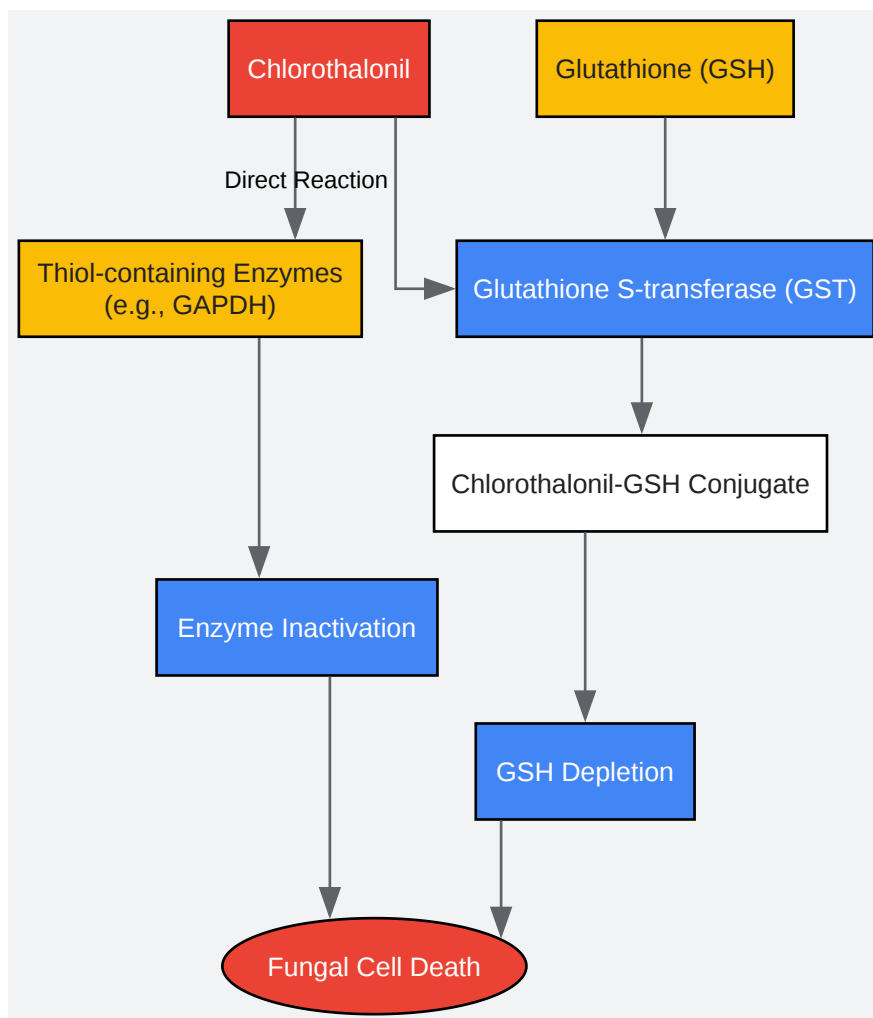 Chlorothalonil
Glutathione (GSH)
Direct Reaction
Thiol-containing Enzymes
(e.g., GAPDH)
Glutathione S-transferase (GST)
Chlorothalonil-GSH Conjugate
Enzyme Inactivation
GSH Depletion
Fungal Cell Death